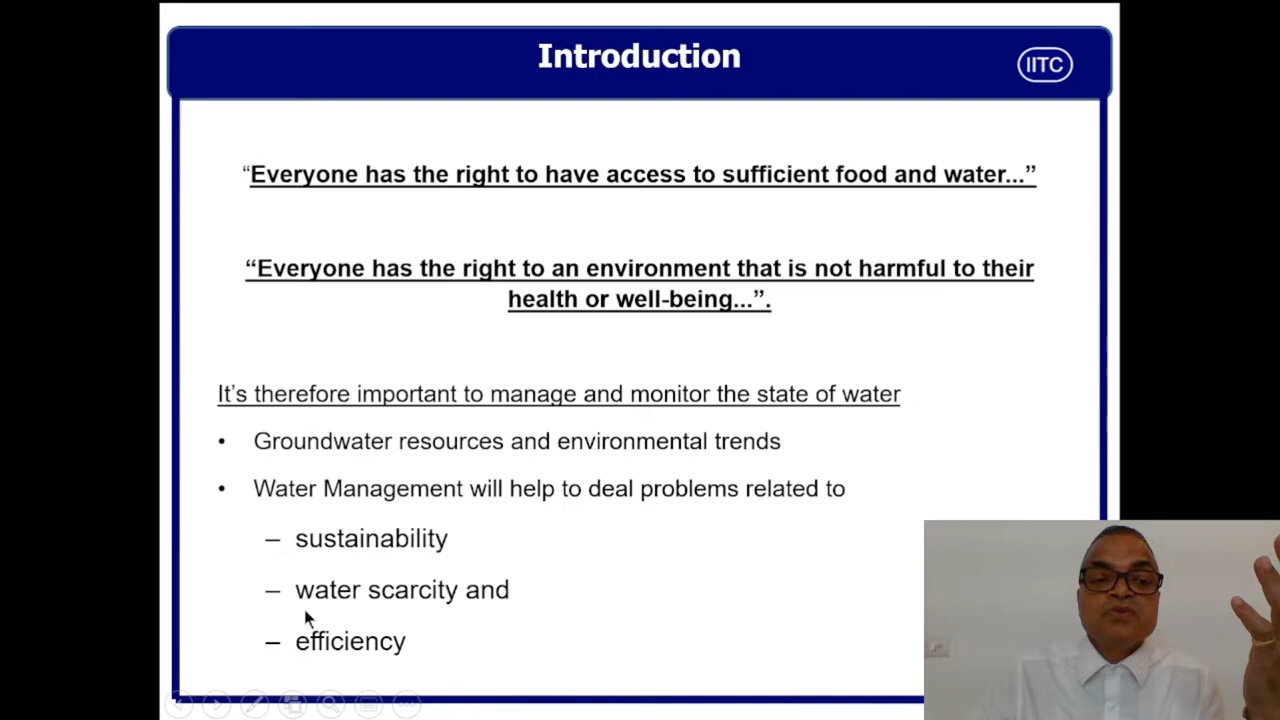 Introduction
IITC
“Everyone has the right to have access to sufficient food and water...”
“Everyone has the right to an environment that is not harmful to their
health or well-being...”.
It’s therefore important to manage and monitor the state of water
• Groundwater resources and environmental trends
• Water Management will help to deal problems related to
– sustainability
– water scarcity and
– efficiency